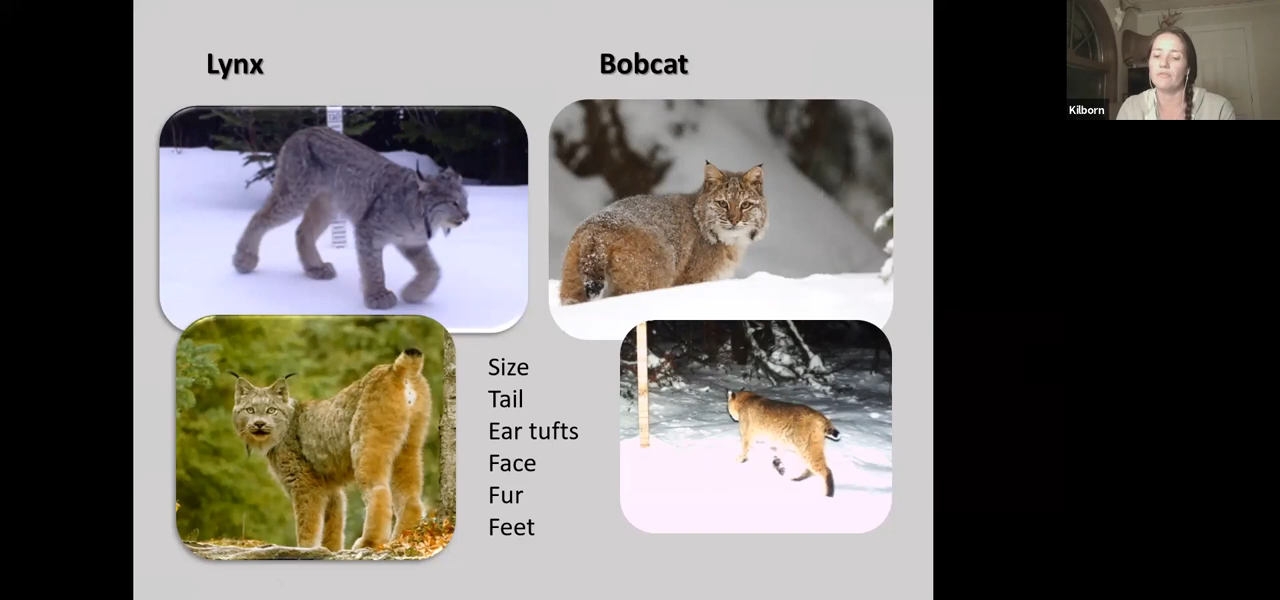 Lynx
Bobcat
Kilborn
Size
Tail
Ear tufts
Face
Fur
Feet